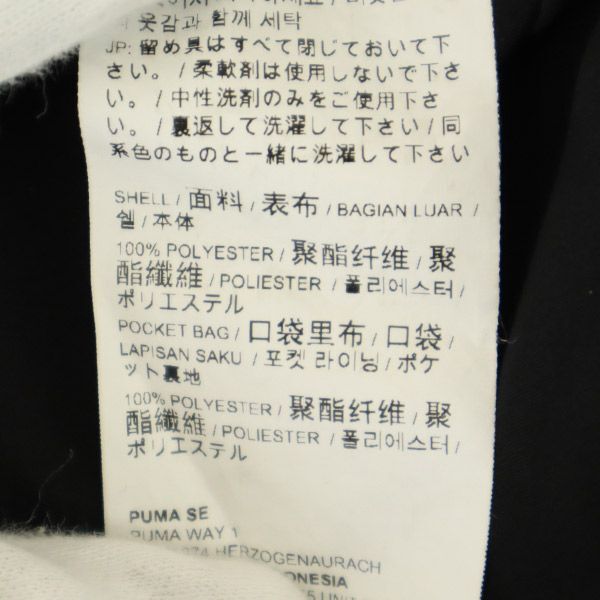 옷감과 함께 세탁
JP: 留め具はすべて閉じておいて下
さい。 / 柔軟剤は使用しないで下さ
い。 / 中性洗剤のみをご使用下さ
い。 / 裏返して洗濯して下さい / 同
系色のものと一緒に洗濯して下さい
SHELL / 面料 / 表布 / BAGIAN LUAR /
쉘 / 本体
100% POLYESTER / 聚酯纤维 / 聚
酯纖維 / POLIESTER / 폴리에스터 /
ポリエステル
POCKET BAG / 口袋里布 / 口袋 /
LAPISAN SAKU / 포켓 라이닝 / ポケ
ット裏地
100% POLYESTER / 聚酯纤维 / 聚
酯纖維 / POLIESTER / 폴리에스터 /
ポリエステル
PUMA SE
PUMA WAY 1
HERZOGENAURACH